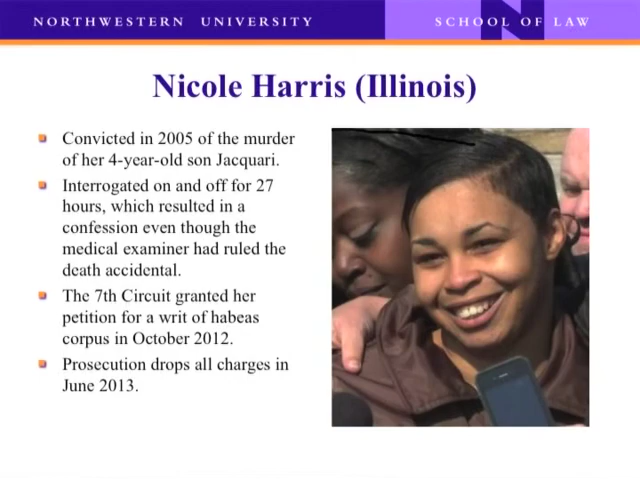 NORTHWESTERN UNIVERSITY
SCHOOL OF LAW
Nicole Harris (Illinois)
Convicted in 2005 of the murder
of her 4-year-old son Jacquari.
Interrogated on and off for 27
hours, which resulted in a
confession even though the
medical examiner had ruled the
death accidental.
The 7th Circuit granted her
petition for a writ of habeas
corpus in October 2012.
Prosecution drops all charges in
June 2013.